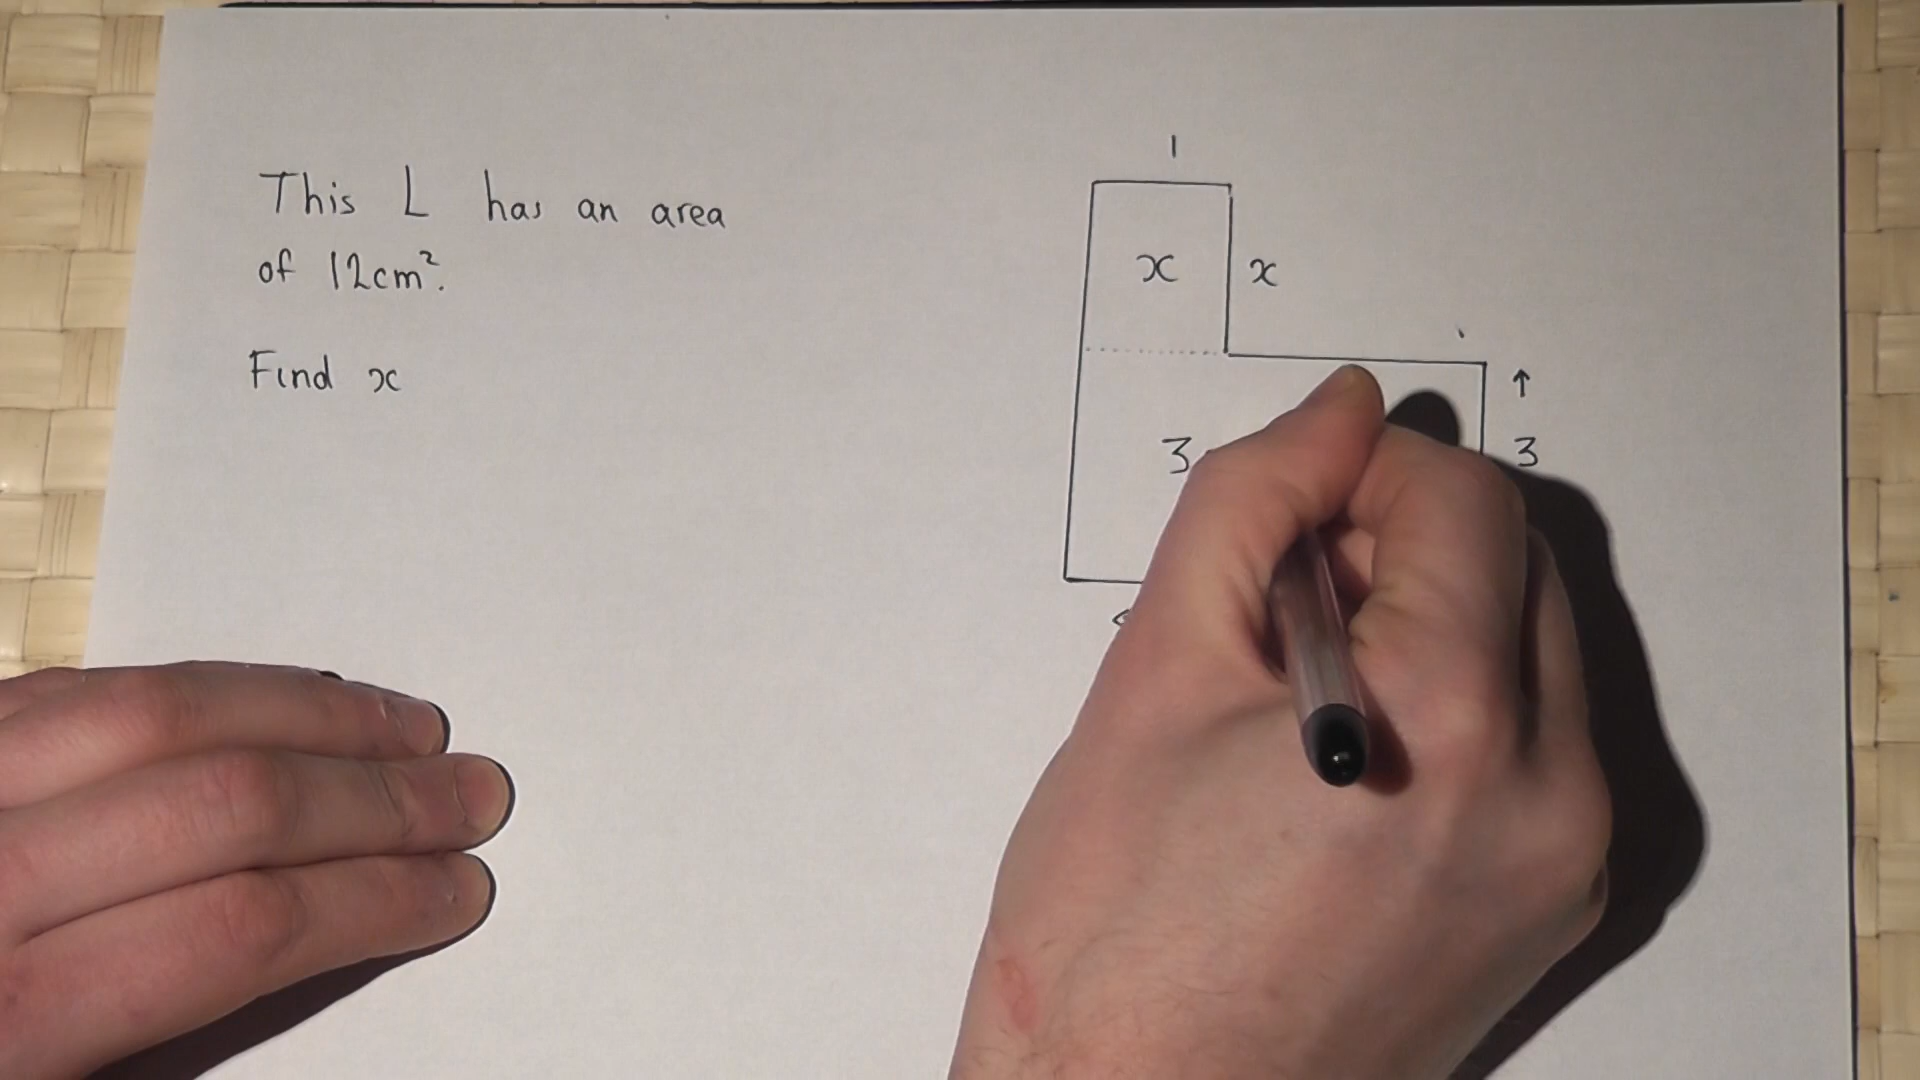 This L has an area
of 12cm².
Find x
1
x x
3 3